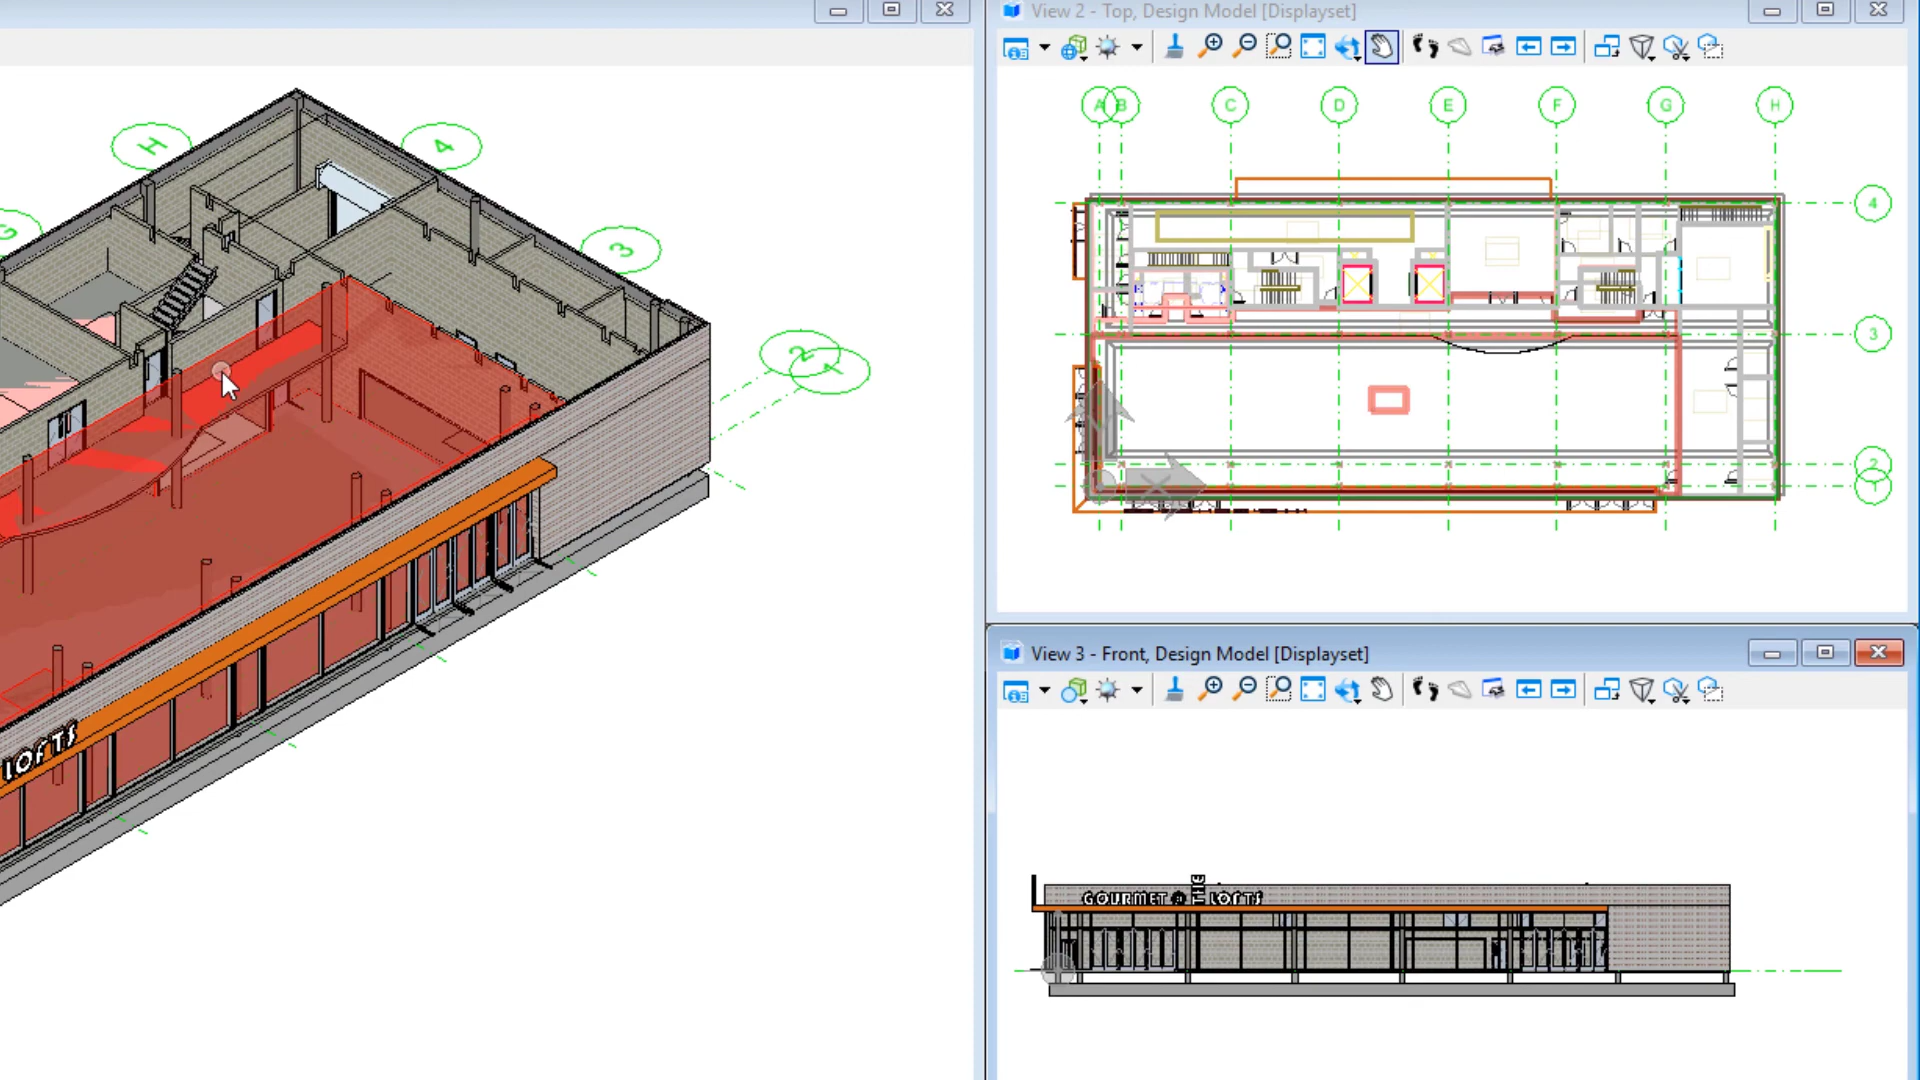 View 2 - Top, Design Model [Displayset]
A B C D E F G H
4
3
2
1
H
4
G
3
2
1
LOFTS
View 3 - Front, Design Model [Displayset]
GOURMET @ THE LOFTS